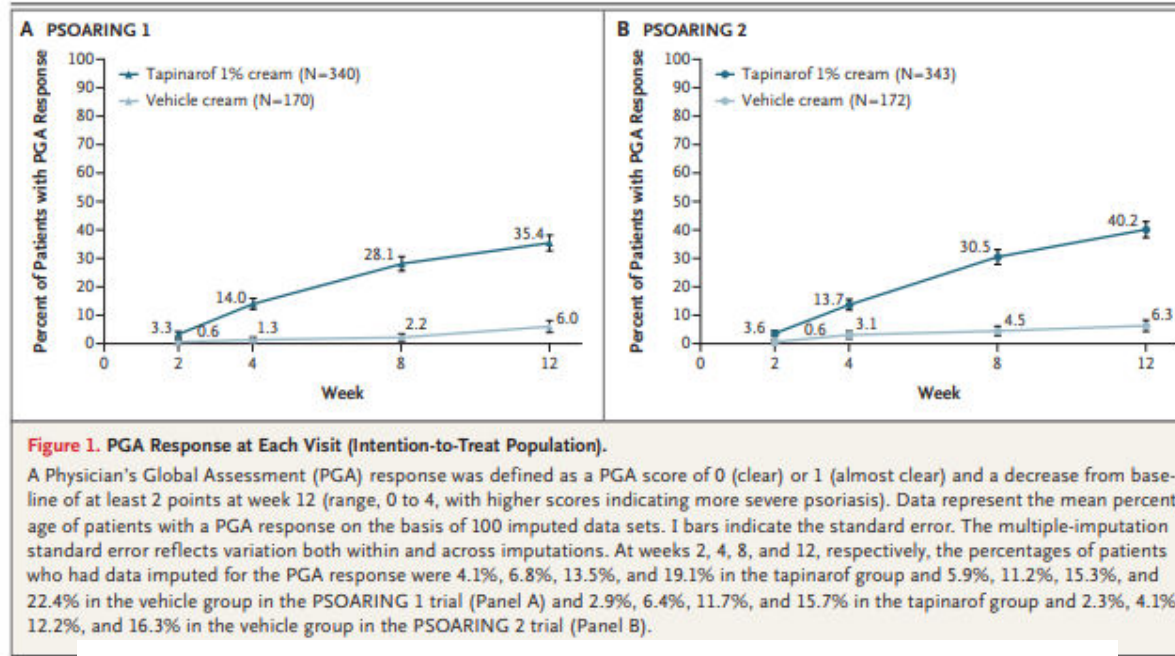 A PSOARING 1
Percent of Patients with PGA Response
100
90
80
70
60
50
40
30
20
10
0
Tapinarof 1% cream (N=340)
Vehicle cream (N=170)
3.3
14.0
28.1
35.4
0.6
1.3
2.2
6.0
0
2
4
8
12
Week
B PSOARING 2
Percent of Patients with PGA Response
100
90
80
70
60
50
40
30
20
10
0
Tapinarof 1% cream (N=343)
Vehicle cream (N=172)
3.6
13.7
30.5
40.2
0.6
3.1
4.5
6.3
0
2
4
8
12
Week
Figure 1. PGA Response at Each Visit (Intention-to-Treat Population).
A Physician's Global Assessment (PGA) response was defined as a PGA score of 0 (clear) or 1 (almost clear) and a decrease from base-
line of at least 2 points at week 12 (range, 0 to 4, with higher scores indicating more severe psoriasis). Data represent the mean percent
age of patients with a PGA response on the basis of 100 imputed data sets. I bars indicate the standard error. The multiple-imputation
standard error reflects variation both within and across imputations. At weeks 2, 4, 8, and 12, respectively, the percentages of patients
who had data imputed for the PGA response were 4.1%, 6.8%, 13.5%, and 19.1% in the tapinarof group and 5.9%, 11.2%, 15.3%, and
22.4% in the vehicle group in the PSOARING 1 trial (Panel A) and 2.9%, 6.4%, 11.7%, and 15.7% in the tapinarof group and 2.3%, 4.1%
12.2%, and 16.3% in the vehicle group in the PSOARING 2 trial (Panel B).